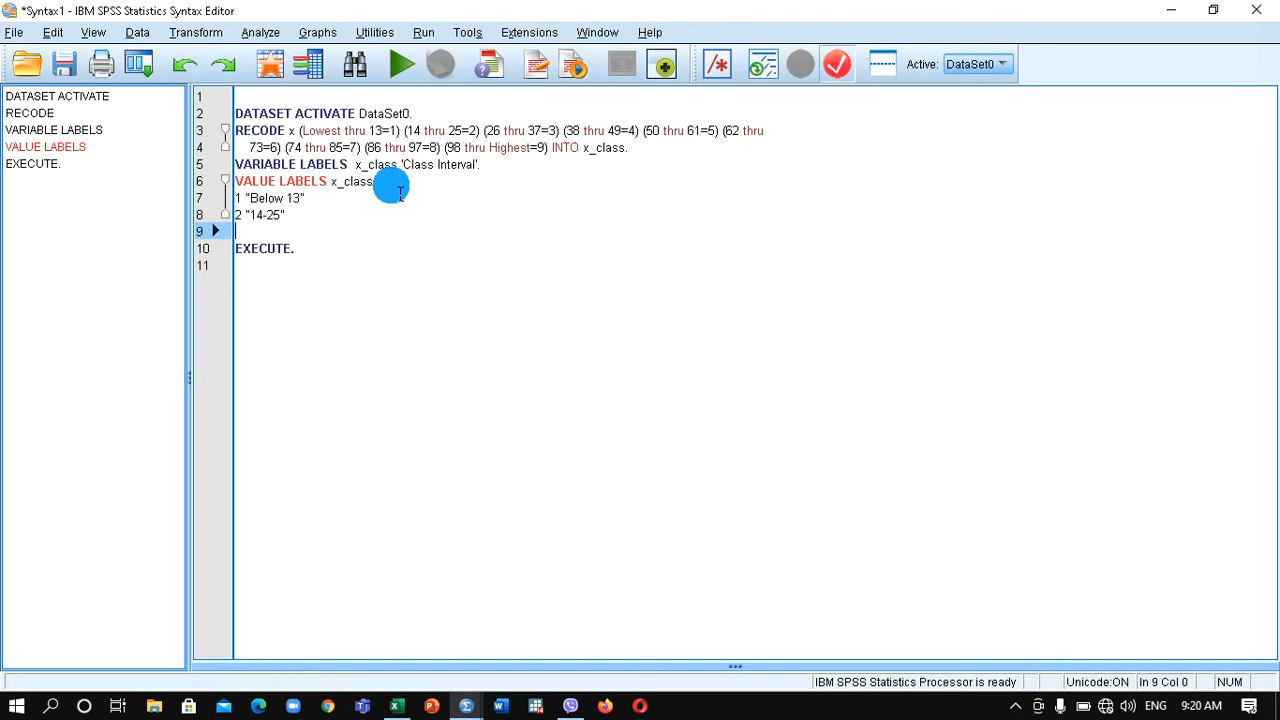 *Syntax1 - IBM SPSS Statistics Syntax Editor
File Edit View Data Transform Analyze Graphs Utilities Run Tools Extensions Window Help
Active: DataSet0
DATASET ACTIVATE
RECODE
VARIABLE LABELS
VALUE LABELS
EXECUTE.
1
2 DATASET ACTIVATE DataSet0.
3 RECODE x (Lowest thru 13=1) (14 thru 25=2) (26 thru 37=3) (38 thru 49=4) (50 thru 61=5) (62 thru
4 73=6) (74 thru 85=7) (86 thru 97=8) (98 thru Highest=9) INTO x_class.
5 VARIABLE LABELS x_class 'Class Interval'.
6 VALUE LABELS x_class
7 1 "Below 13"
8 2 "14-25"
9
10 EXECUTE.
11
IBM SPSS Statistics Processor is ready Unicode:ON In 9 Col 0 NUM
9:20 AM